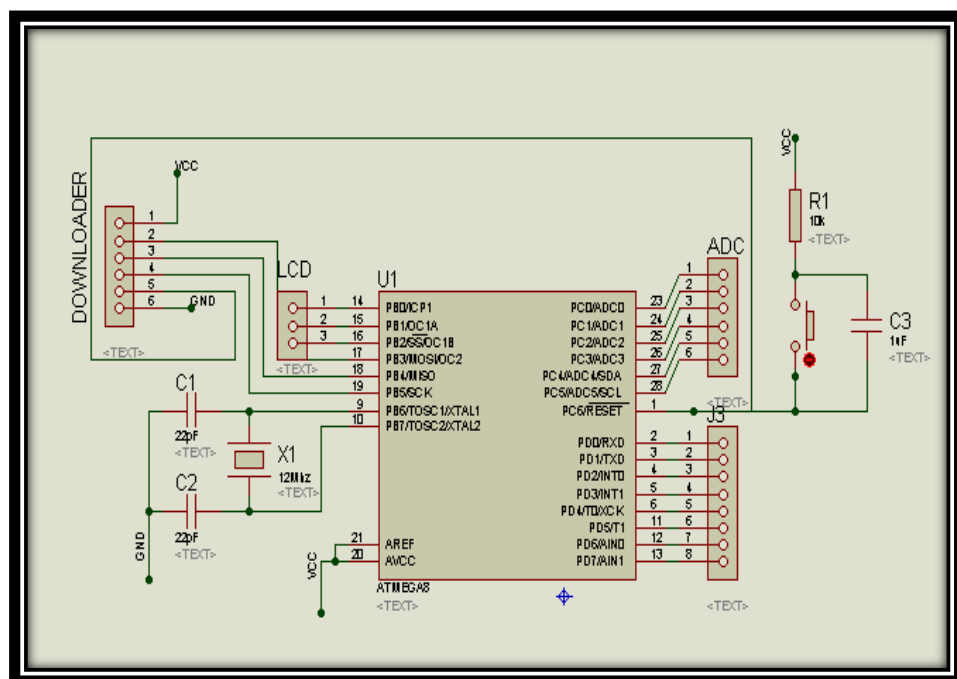 DOWNLOADER
VCC
1
2
3
4
5
6
GND
<TEXT>
LCD
1
2
3
<TEXT>
U1
14 PB0/ICP1
15 PB1/OC1A
16 PB2/SS/OC1B
17 PB3/MOSI/OC2
18 PB4/MISO
19 PB5/SCK
9 PB6/TOSC1/XTAL1
10 PB7/TOSC2/XTAL2
21 AREF
20 AVCC
PC0/ADC0 23
PC1/ADC1 24
PC2/ADC2 25
PC3/ADC3 26
PC4/ADC4/SDA 27
PC5/ADC5/SCL 28
PC6/RESET 1
PD0/RXD 2
PD1/TXD 3
PD2/INT0 4
PD3/INT1 5
PD4/T0/XCK 6
PD5/T1 11
PD6/AIN0 12
PD7/AIN1 13
ATMEGA8
<TEXT>
ADC
1
2
3
4
5
6
<TEXT>
J3
1
2
3
4
5
6
7
8
<TEXT>
VCC
R1
10k
<TEXT>
C3
1uF
<TEXT>
C1
22pF
<TEXT>
X1
12Mhz
<TEXT>
C2
22pF
<TEXT>
GND
VCC